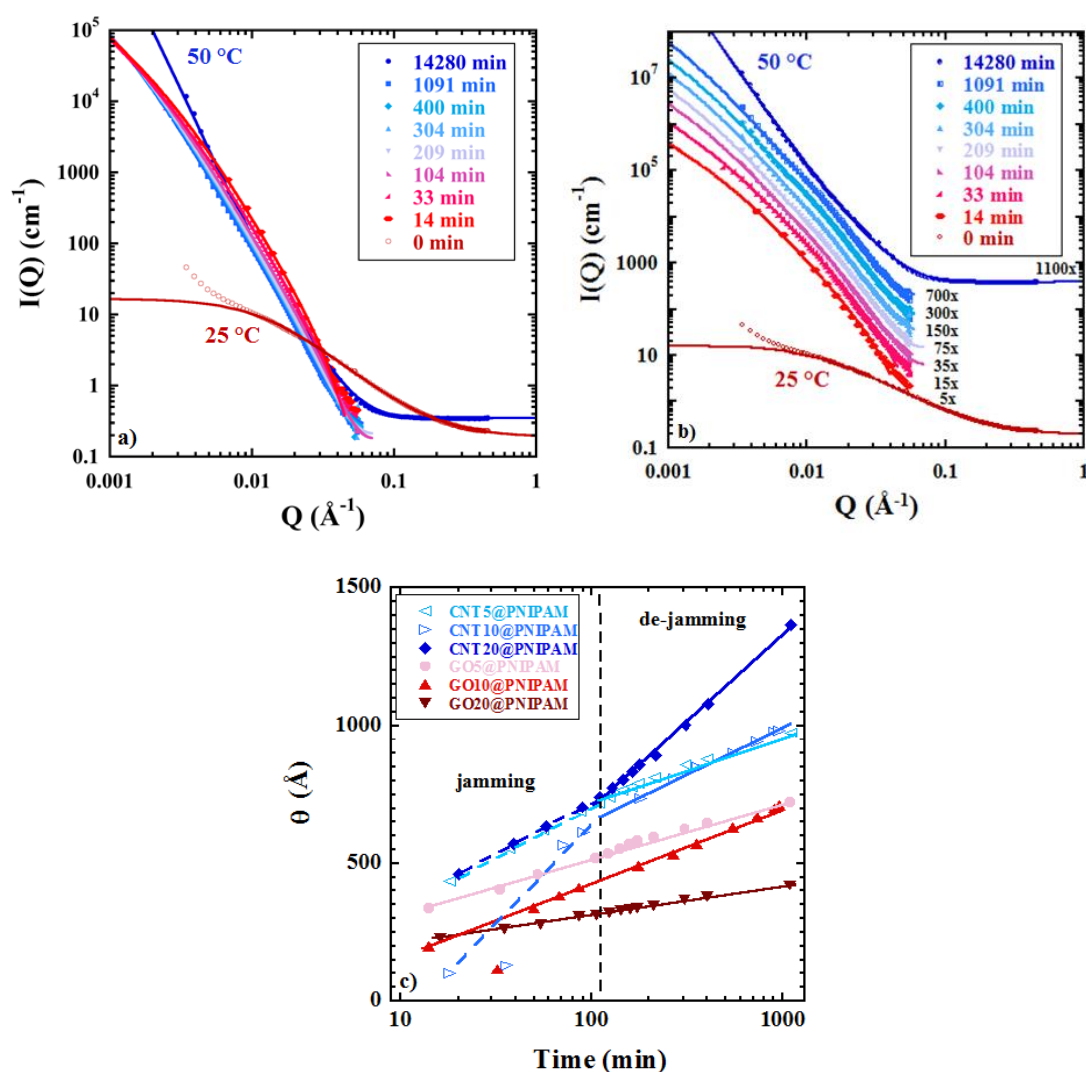 10⁵
10⁴
1000
100
10
1
0.1
0.001
0.01
0.1
1
I(Q) (cm⁻¹)
Q (Å⁻¹)
50 °C
25 °C
14280 min
1091 min
400 min
304 min
209 min
104 min
33 min
14 min
0 min
a)
10⁷
10⁵
1000
10
0.1
0.001
0.01
0.1
1
I(Q) (cm⁻¹)
Q (Å⁻¹)
50 °C
25 °C
14280 min
1091 min
400 min
304 min
209 min
104 min
33 min
14 min
0 min
1100x
700x
300x
150x
75x
35x
15x
5x
b)
1500
1000
500
0
10
100
1000
θ (Å)
Time (min)
CNT5@PNIPAM
CNT10@PNIPAM
CNT20@PNIPAM
GO5@PNIPAM
GO10@PNIPAM
GO20@PNIPAM
jamming
de-jamming
c)